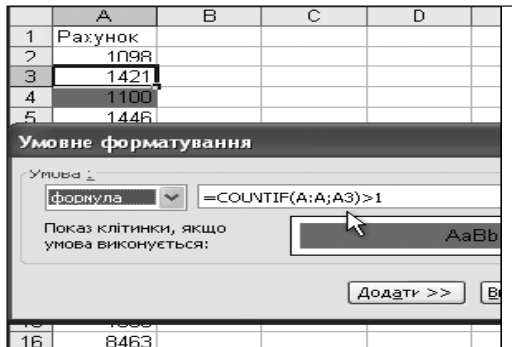 A B C D
1 Рахунок
2 1098
3 1421
4 1100
5 1446
Умовне форматування
Умова :
формула =COUNTIF(A:A;A3)>1
Показ клітинки, якщо
умова виконується:
AaBb
Додати >>
16 8463